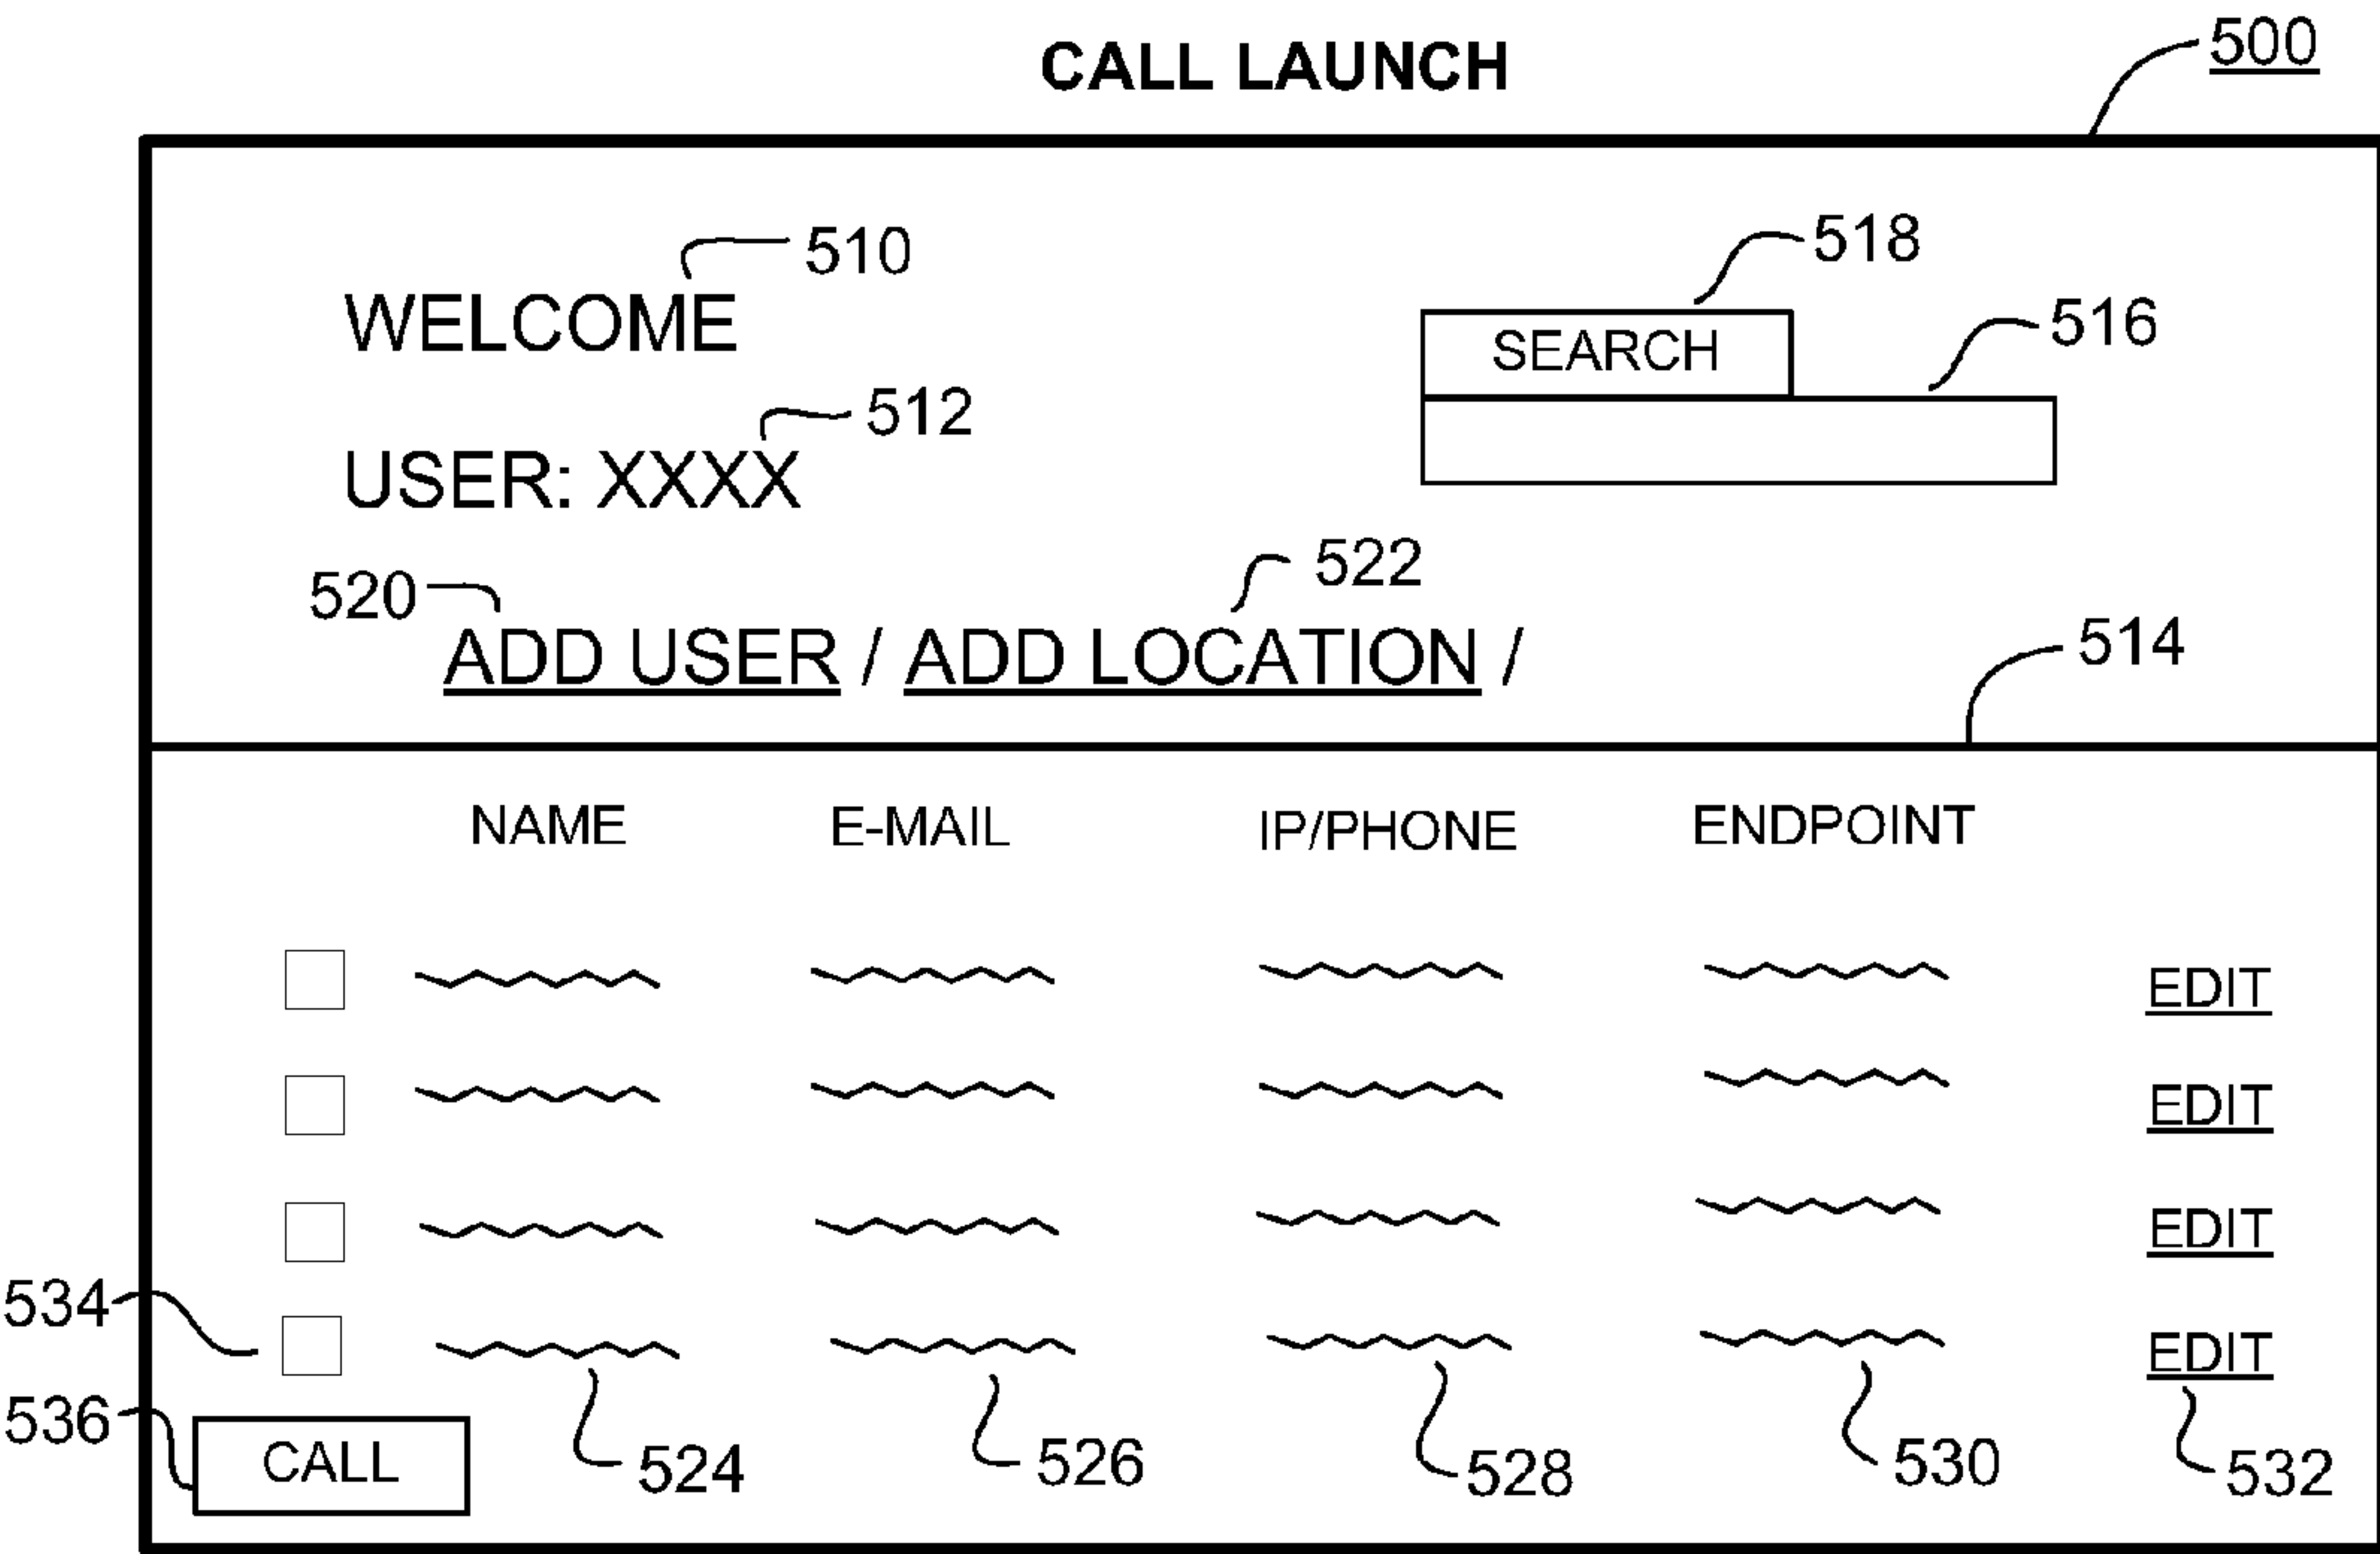 CALL LAUNCH
500
510
518
WELCOME
SEARCH
516
512
USER: XXXX
522
520
ADD USER / ADD LOCATION /
514
NAME E-MAIL IP/PHONE ENDPOINT
EDIT
EDIT
EDIT
534
EDIT
536
CALL
524 526 528 530 532